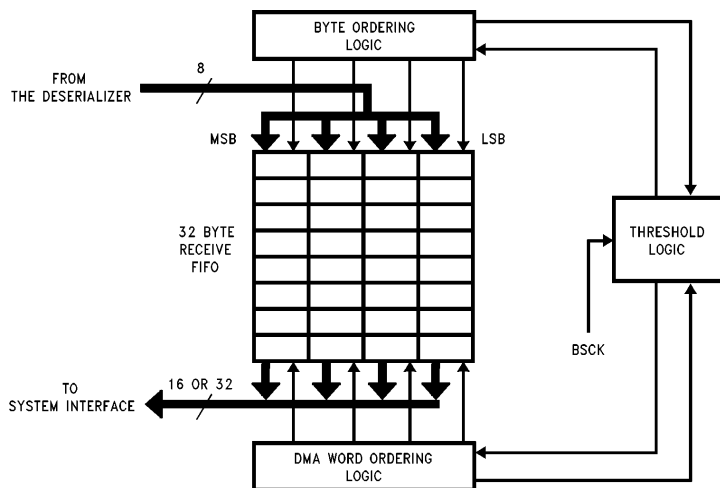 BYTE ORDERING
LOGIC
8
FROM
THE DESERIALIZER
MSB
LSB
32 BYTE
RECEIVE
FIFO
THRESHOLD
LOGIC
BSCK
16 OR 32
TO
SYSTEM INTERFACE
DMA WORD ORDERING
LOGIC